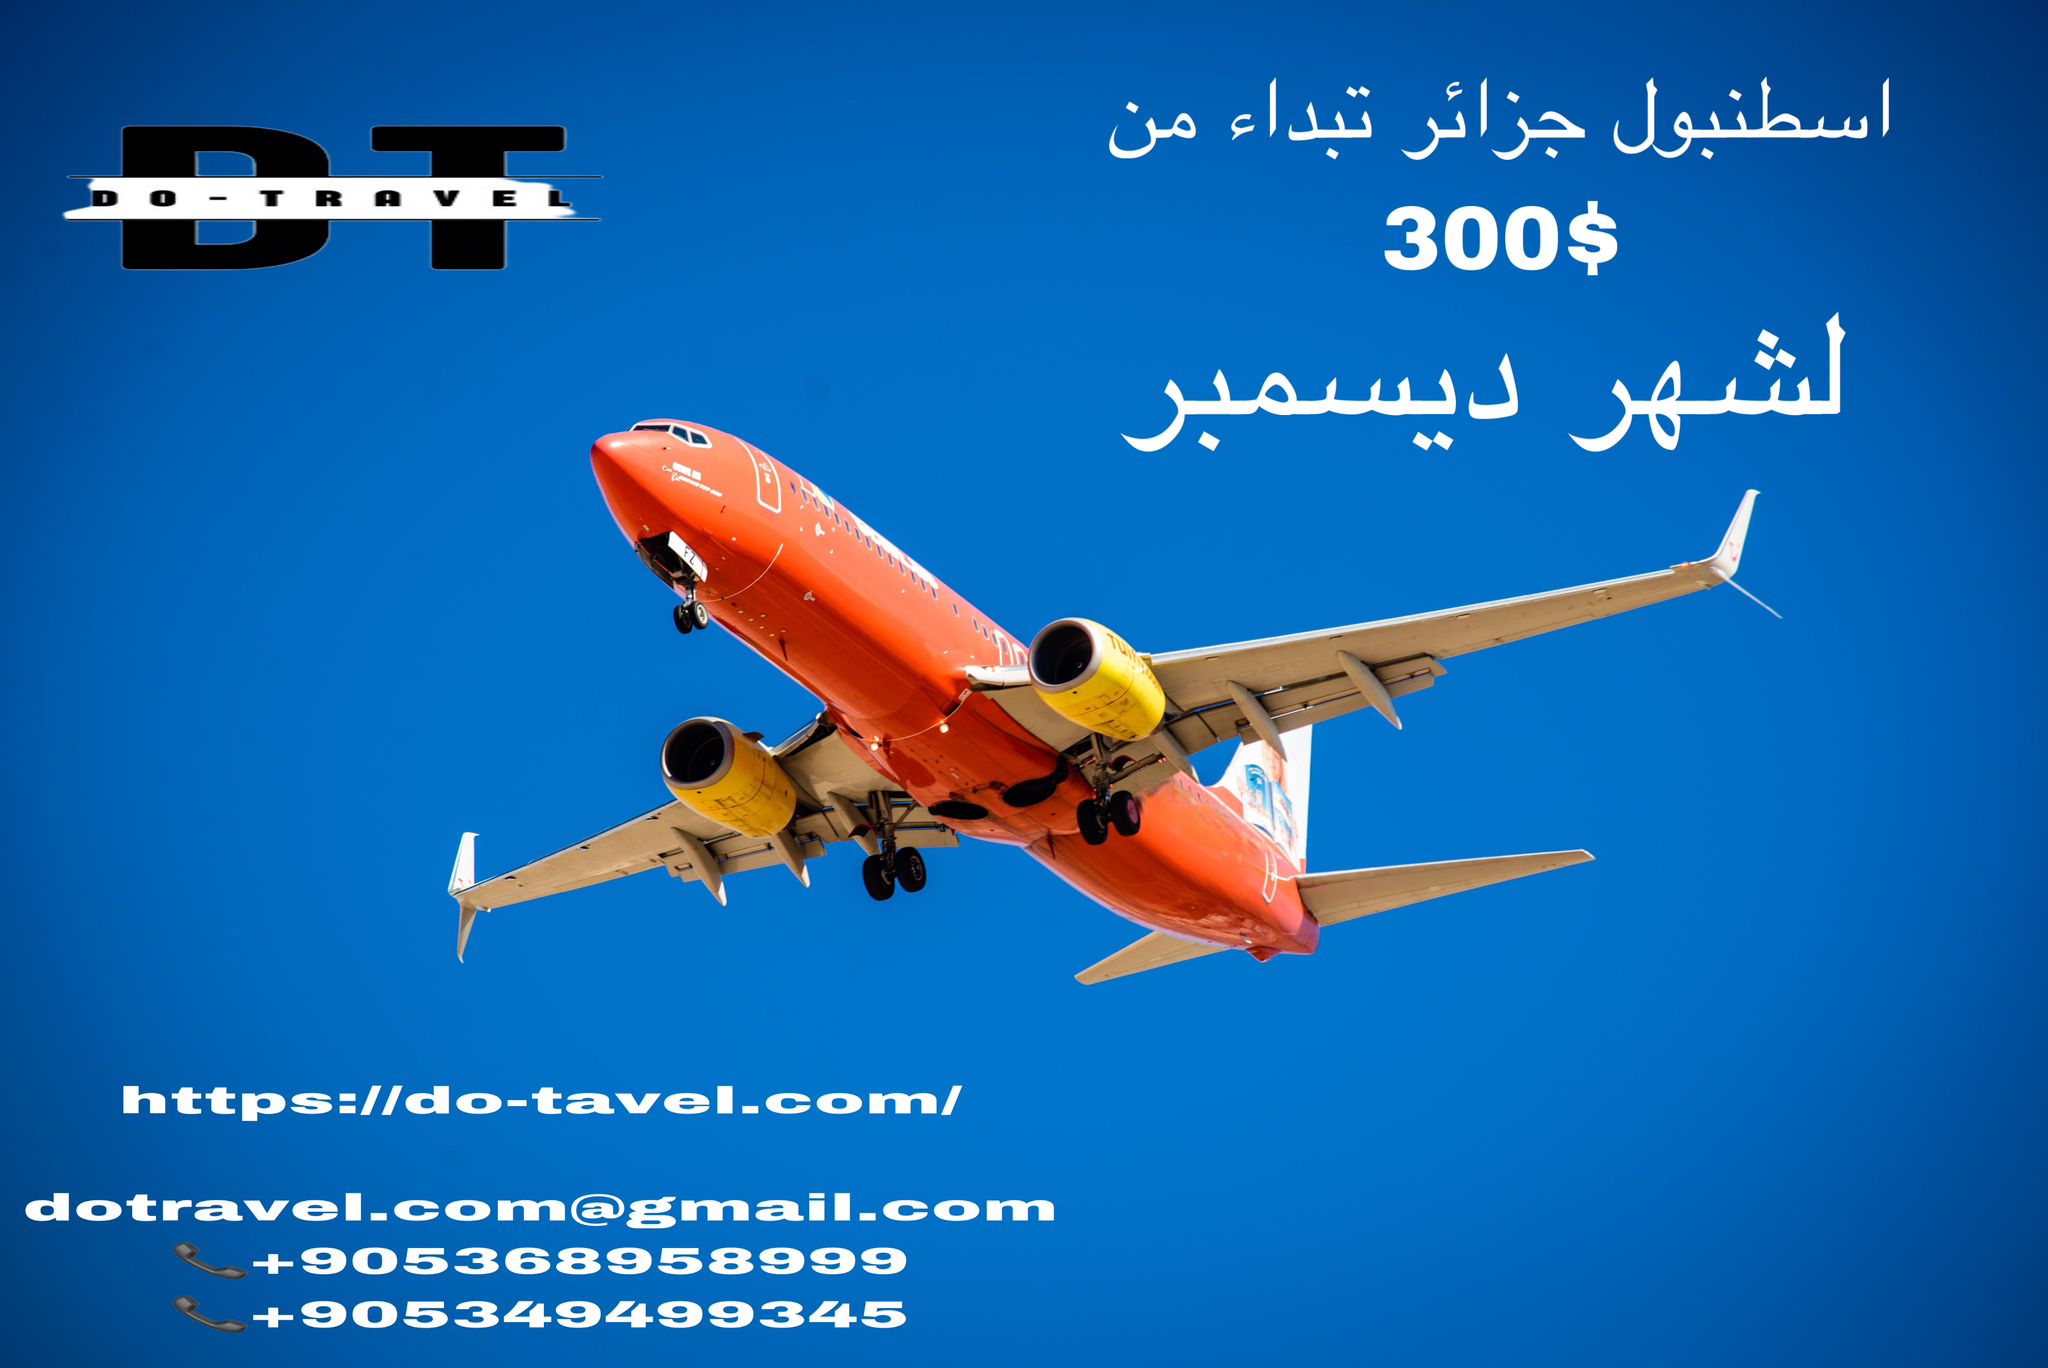 DT
DO-TRAVEL
اسطنبول جزائر تبداء من
300$
لشهر ديسمبر
FZ
https://do-tavel.com/
dotravel.com@gmail.com
📞+905368958999
📞+905349499345